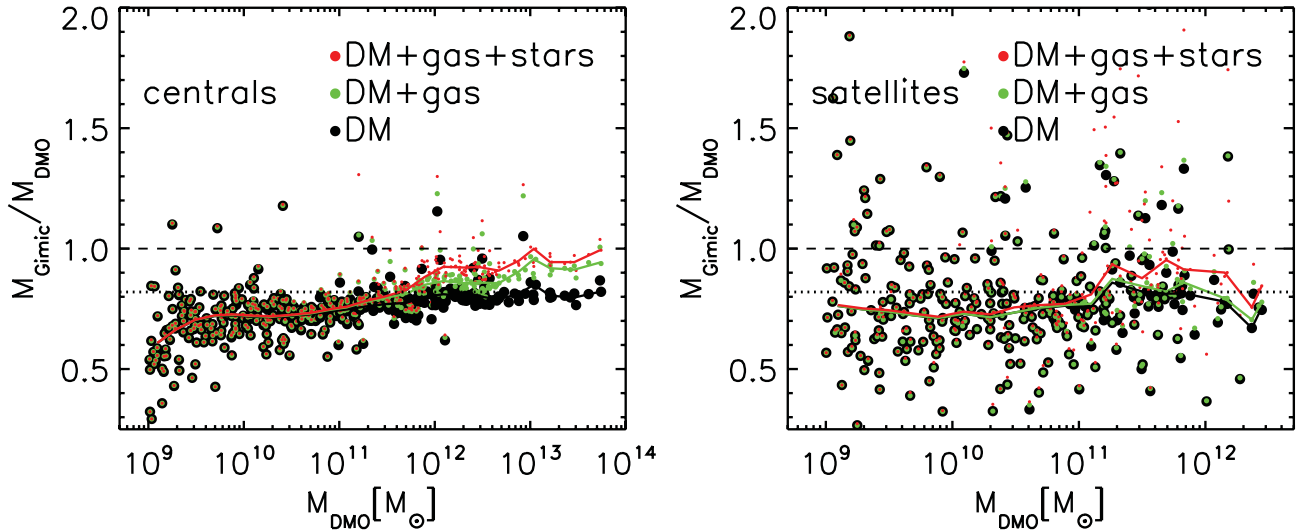 2.0
1.5
1.0
0.5
M_Gimic/M_DMO
centrals
DM+gas+stars
DM+gas
DM
10^9 10^10 10^11 10^12 10^13 10^14
M_DMO[M_⊙]
2.0
1.5
1.0
0.5
M_Gimic/M_DMO
satellites
DM+gas+stars
DM+gas
DM
10^9 10^10 10^11 10^12
M_DMO[M_⊙]